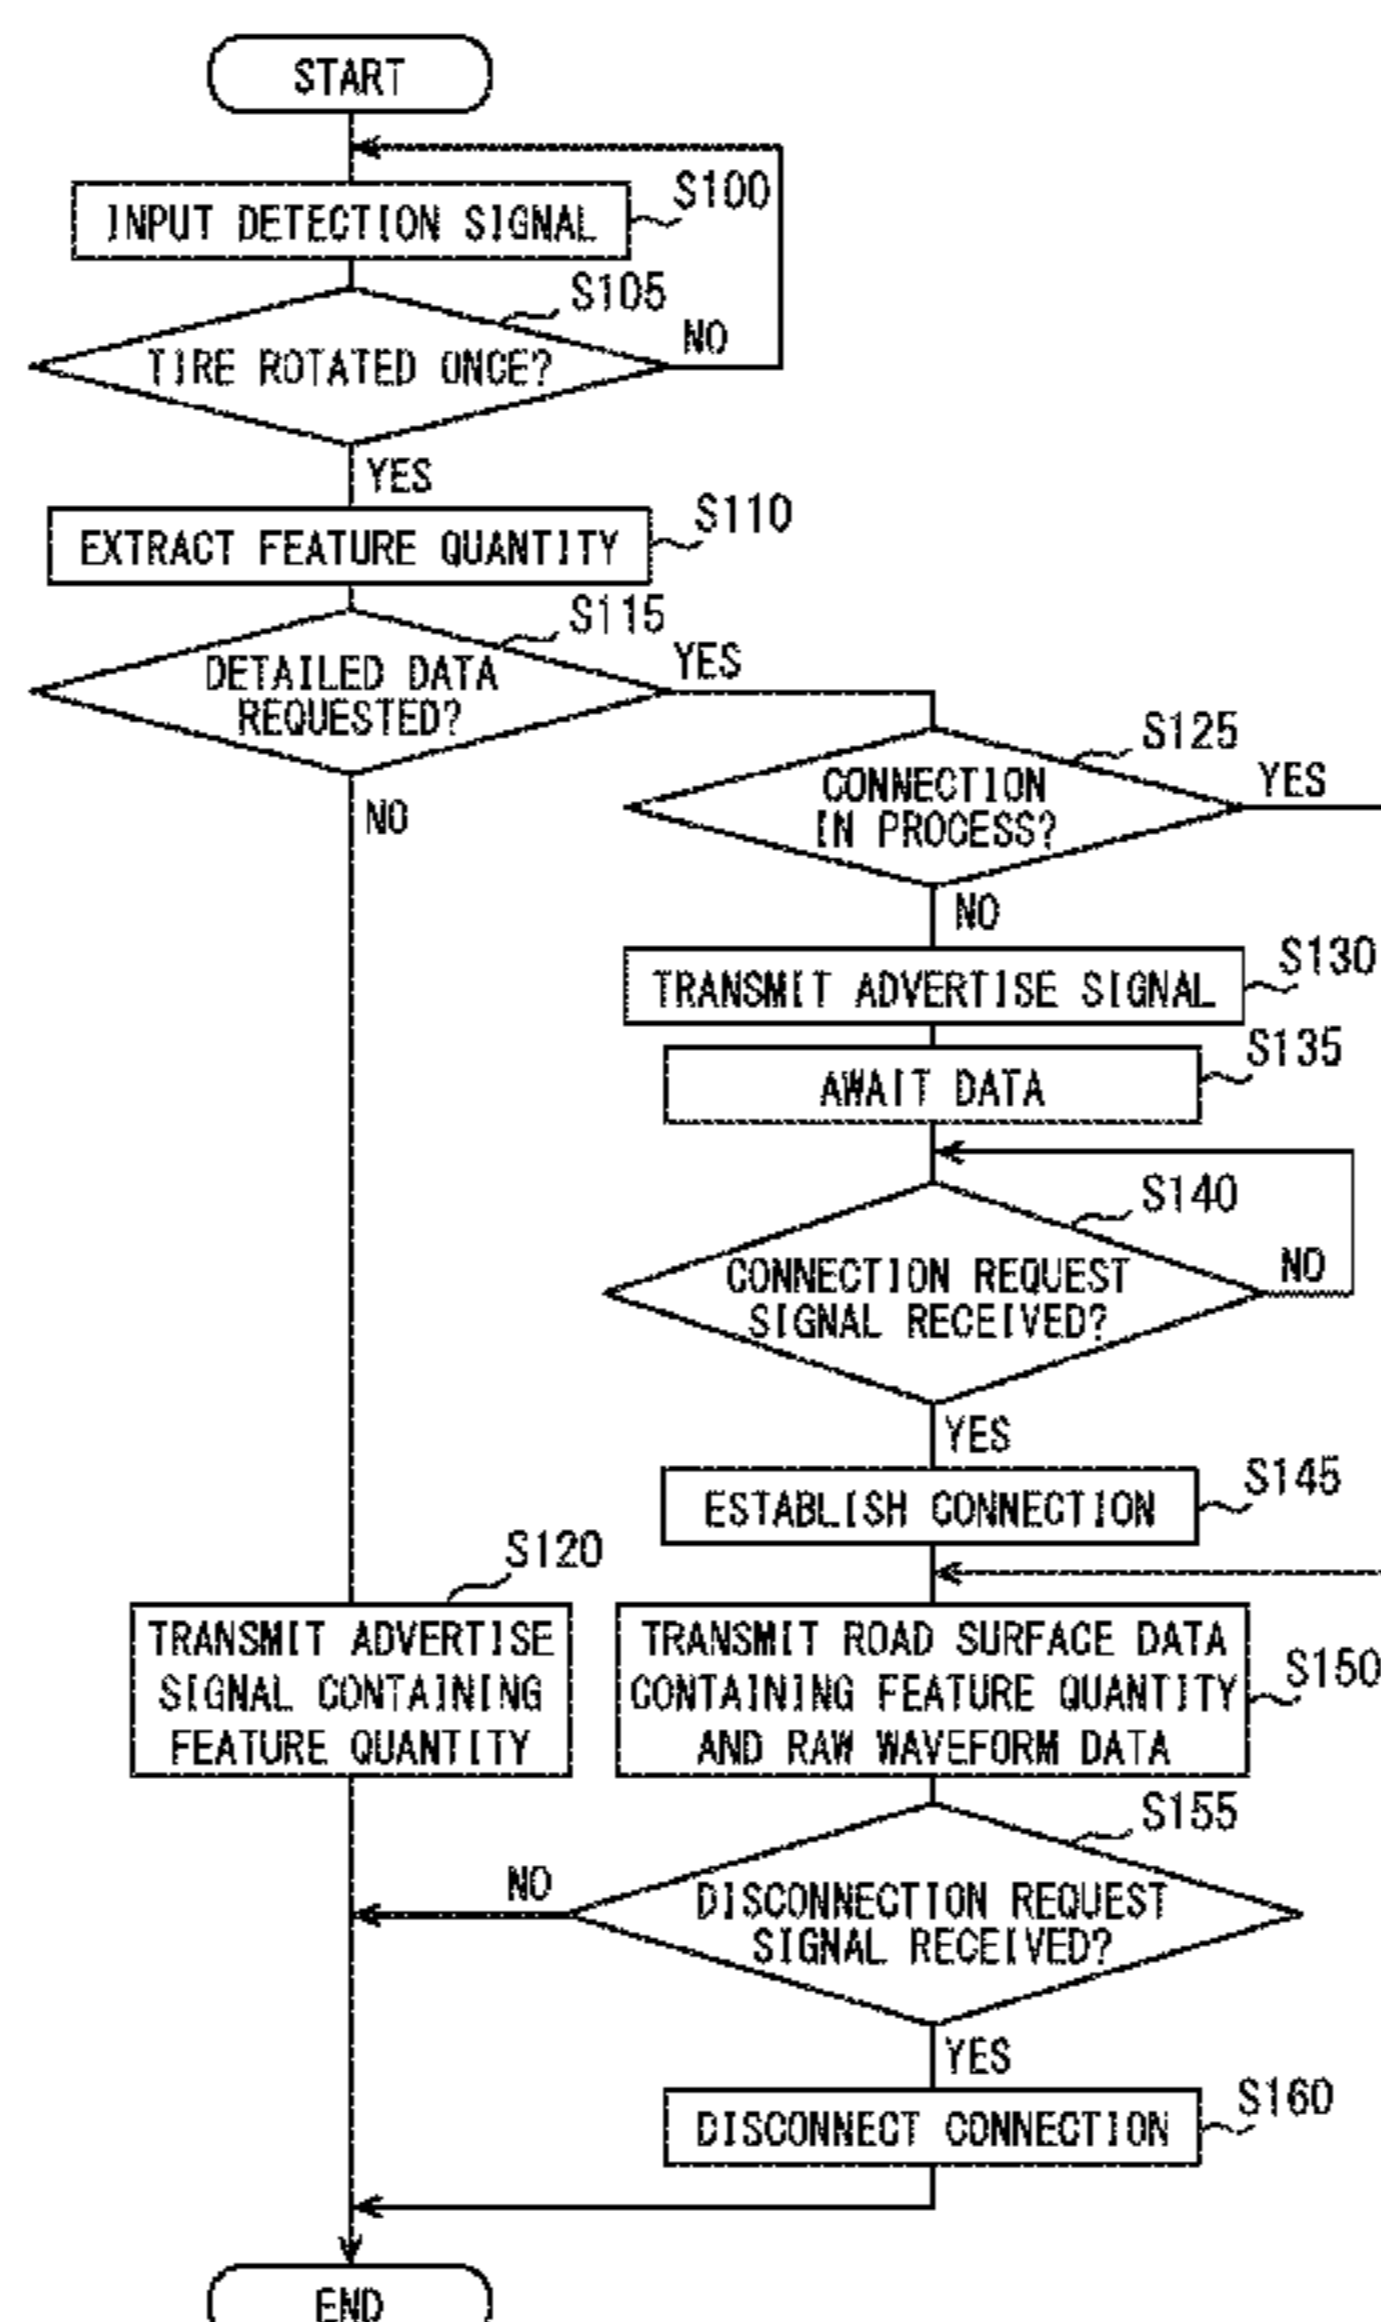 START
INPUT DETECTION SIGNAL
S100
S105
TIRE ROTATED ONCE?
NO
YES
EXTRACT FEATURE QUANTITY
S110
S115
DETAILED DATA
REQUESTED?
YES
NO
S125
CONNECTION
IN PROCESS?
YES
NO
TRANSMIT ADVERTISE SIGNAL
S130
AWAIT DATA
S135
S140
CONNECTION REQUEST
SIGNAL RECEIVED?
NO
YES
ESTABLISH CONNECTION
S145
S120
TRANSMIT ADVERTISE
SIGNAL CONTAINING
FEATURE QUANTITY
TRANSMIT ROAD SURFACE DATA
CONTAINING FEATURE QUANTITY
AND RAW WAVEFORM DATA
S150
S155
DISCONNECTION REQUEST
SIGNAL RECEIVED?
NO
YES
DISCONNECT CONNECTION
S160
END